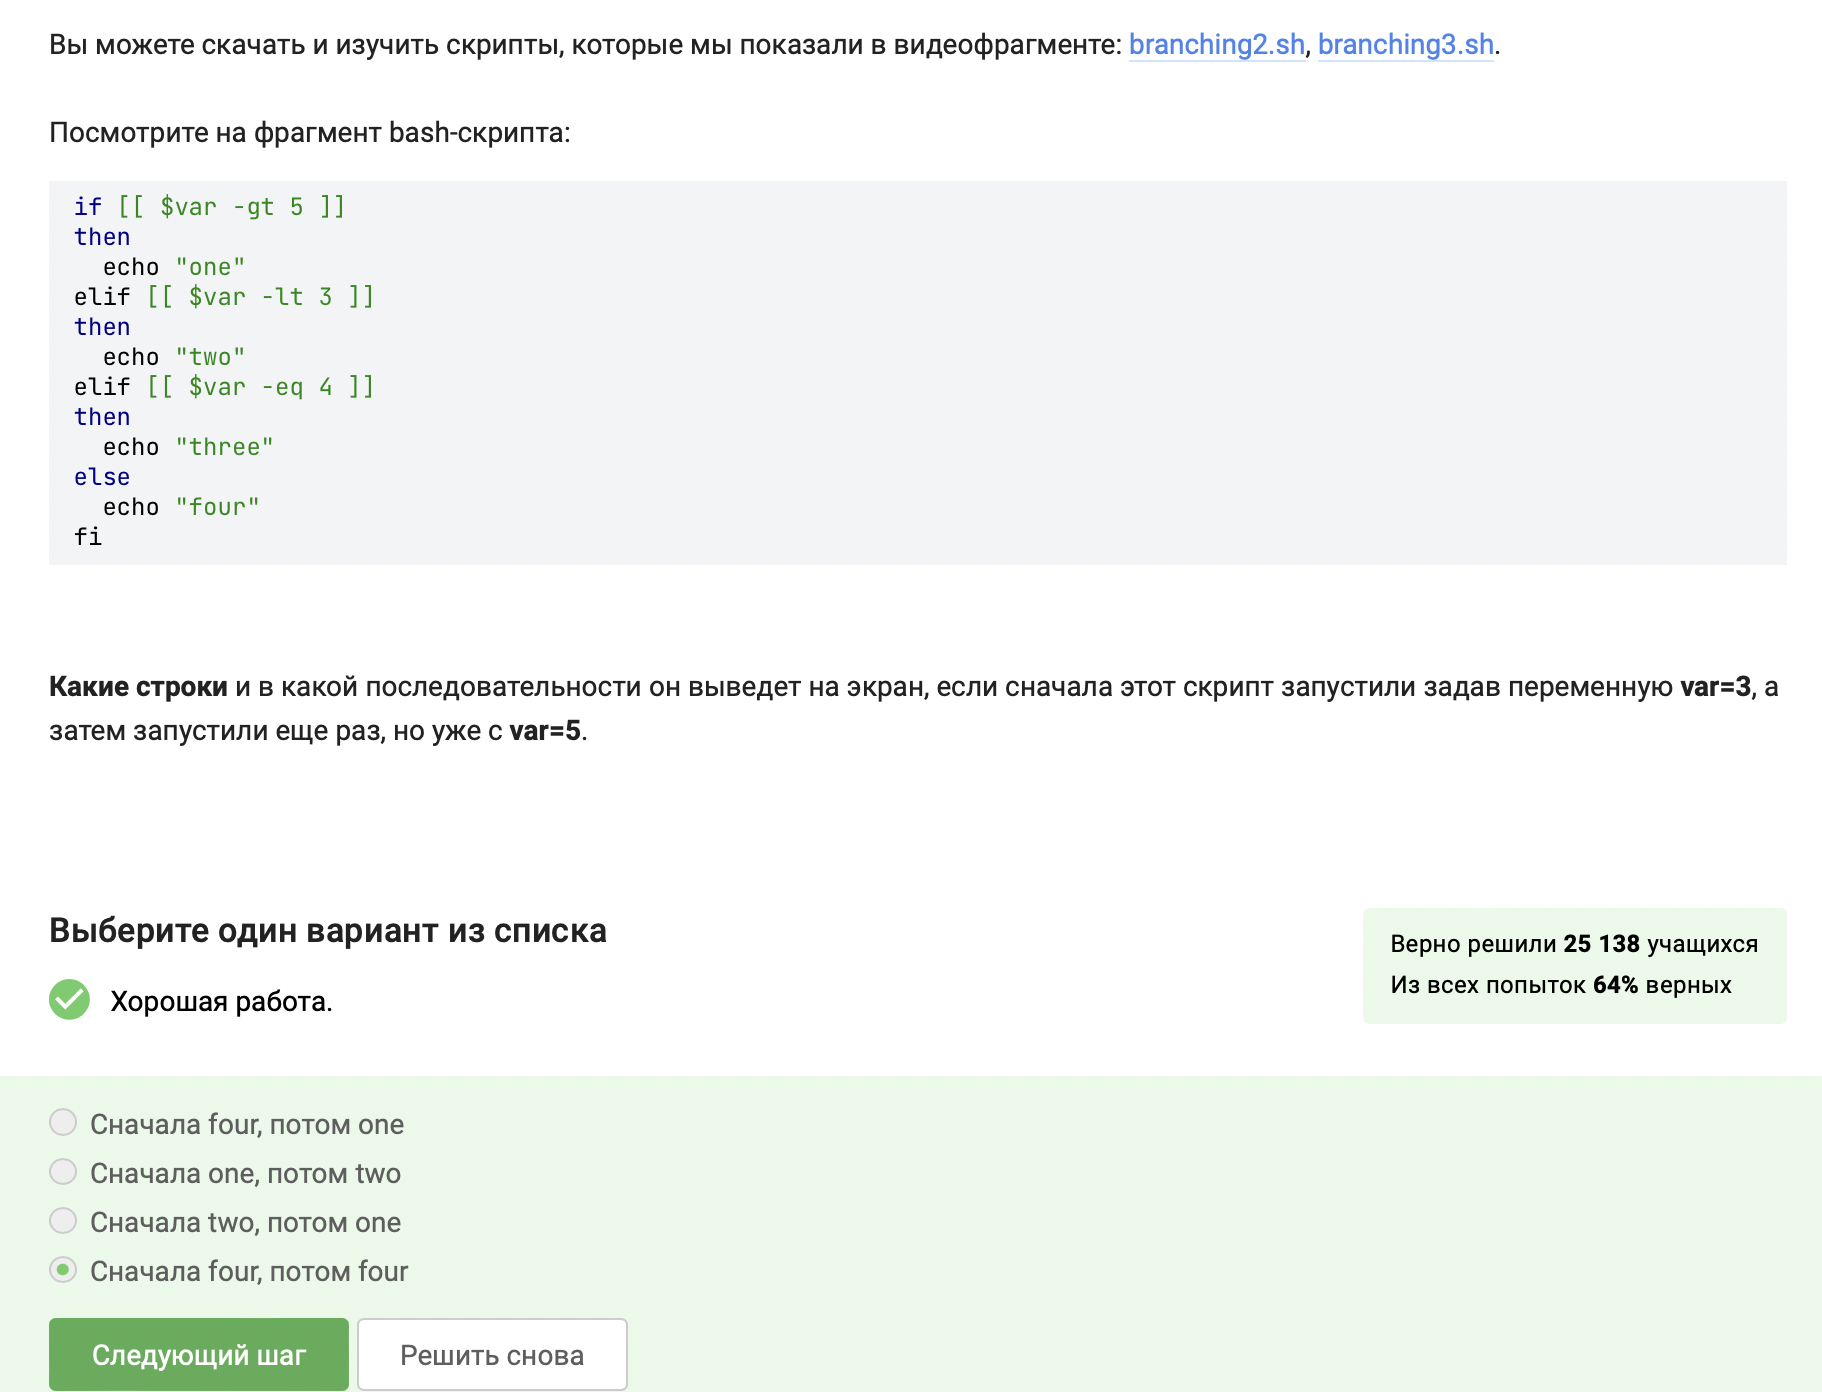 Вы можете скачать и изучить скрипты, которые мы показали в видеофрагменте: branching2.sh, branching3.sh.
Посмотрите на фрагмент bash-скрипта:
if [[ $var -gt 5 ]]
then
  echo "one"
elif [[ $var -lt 3 ]]
then
  echo "two"
elif [[ $var -eq 4 ]]
then
  echo "three"
else
  echo "four"
fi
Какие строки и в какой последовательности он выведет на экран, если сначала этот скрипт запустили задав переменную var=3, а
затем запустили еще раз, но уже с var=5.
Выберите один вариант из списка
Хорошая работа.
Верно решили 25 138 учащихся
Из всех попыток 64% верных
Сначала four, потом one
Сначала one, потом two
Сначала two, потом one
Сначала four, потом four
Следующий шаг
Решить снова